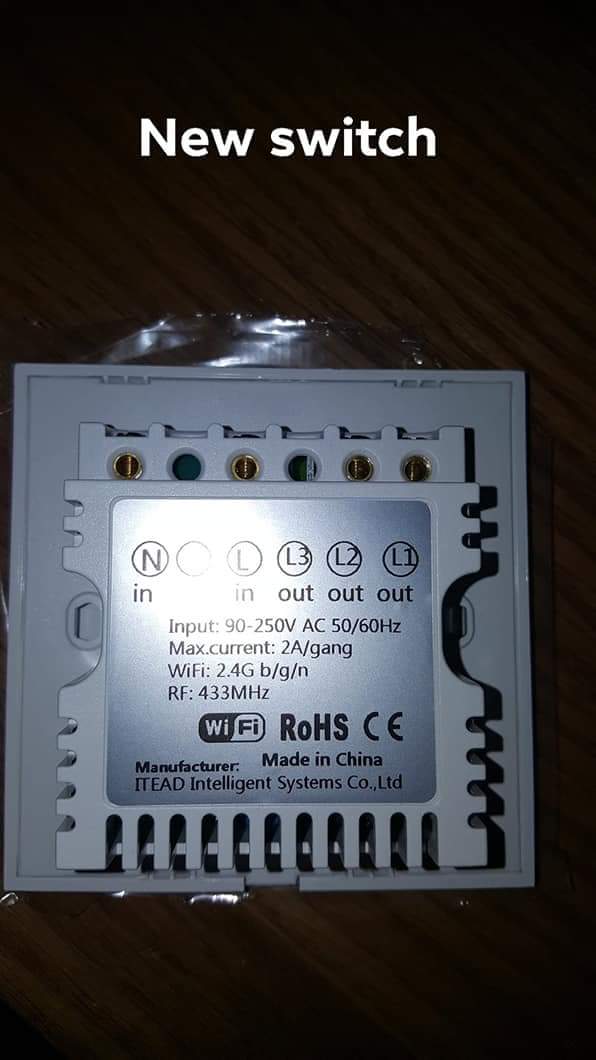 New switch
N L L3 L2 L1
in in out out out
Input: 90-250V AC 50/60Hz
Max.current: 2A/gang
WiFi: 2.4G b/g/n
RF: 433MHz
WiFi RoHS CE
Manufacturer: Made in China
ITEAD Intelligent Systems Co.,Ltd